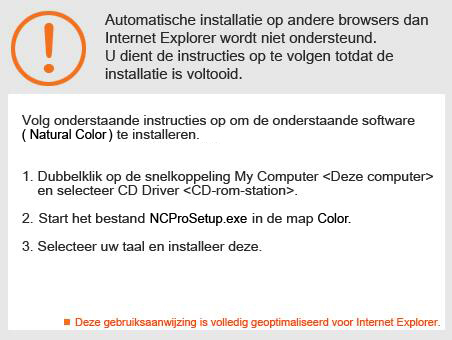 Automatische installatie op andere browsers dan
Internet Explorer wordt niet ondersteund.
U dient de instructies op te volgen totdat de
installatie is voltooid.
Volg onderstaande instructies op om de onderstaande software
( Natural Color ) te installeren.
1. Dubbelklik op de snelkoppeling My Computer <Deze computer>
en selecteer CD Driver <CD-rom-station>.
2. Start het bestand NCProSetup.exe in de map Color.
3. Selecteer uw taal en installeer deze.
Deze gebruiksaanwijzing is volledig geoptimaliseerd voor Internet Explorer.